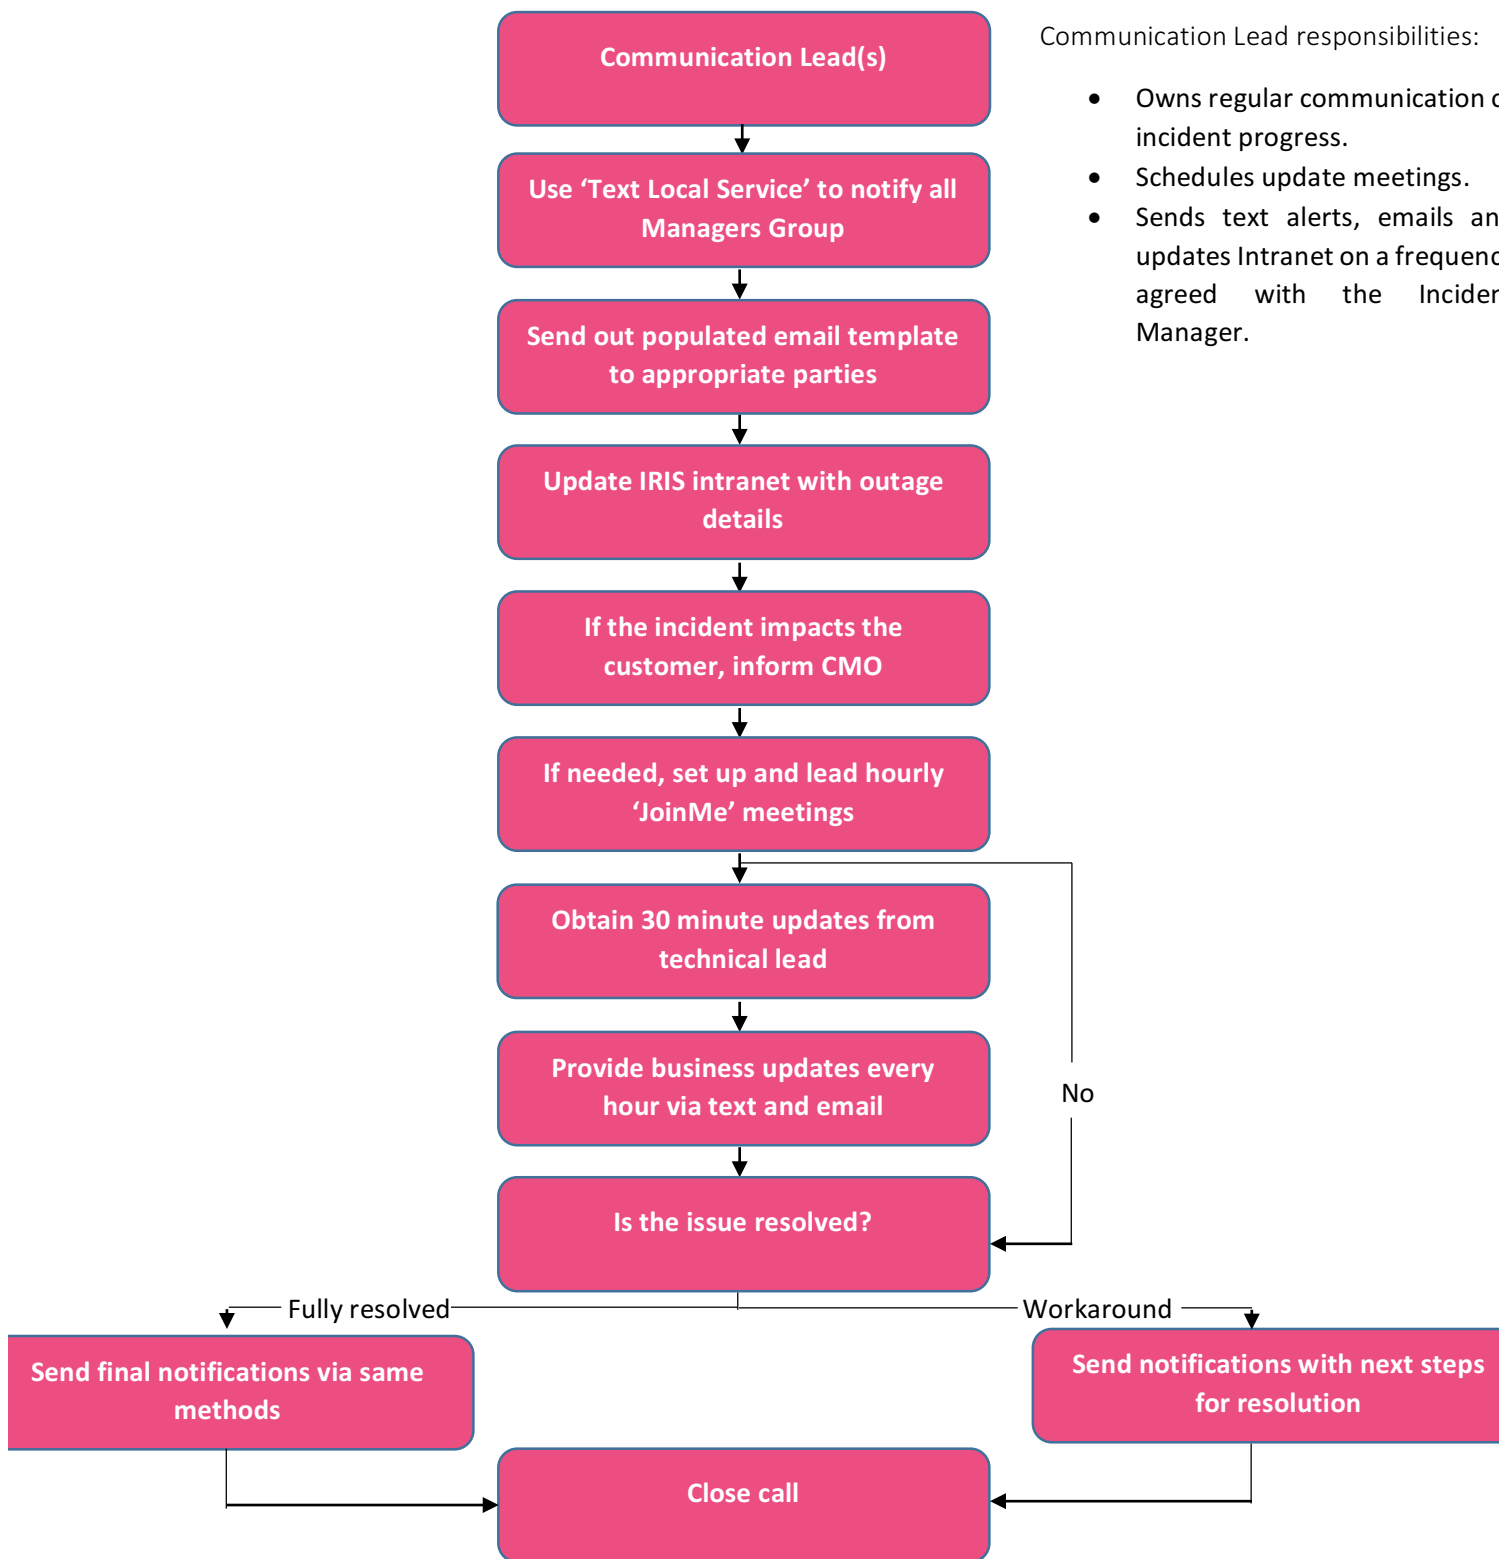 Communication Lead(s)
Communication Lead responsibilities:
• Owns regular communication
incident progress.
• Schedules update meetings.
• Sends text alerts, emails
updates Intranet on a
agreed with the
Manager.
Use ‘Text Local Service’ to notify all
Managers Group
Send out populated email template
to appropriate parties
Update IRIS intranet with outage
details
If the incident impacts the
customer, inform CMO
If needed, set up and lead hourly
‘JoinMe’ meetings
Obtain 30 minute updates from
technical lead
Provide business updates every
hour via text and email
No
Is the issue resolved?
Fully resolved
Workaround
Send final notifications via same
methods
Send notifications with next steps
for resolution
Close call